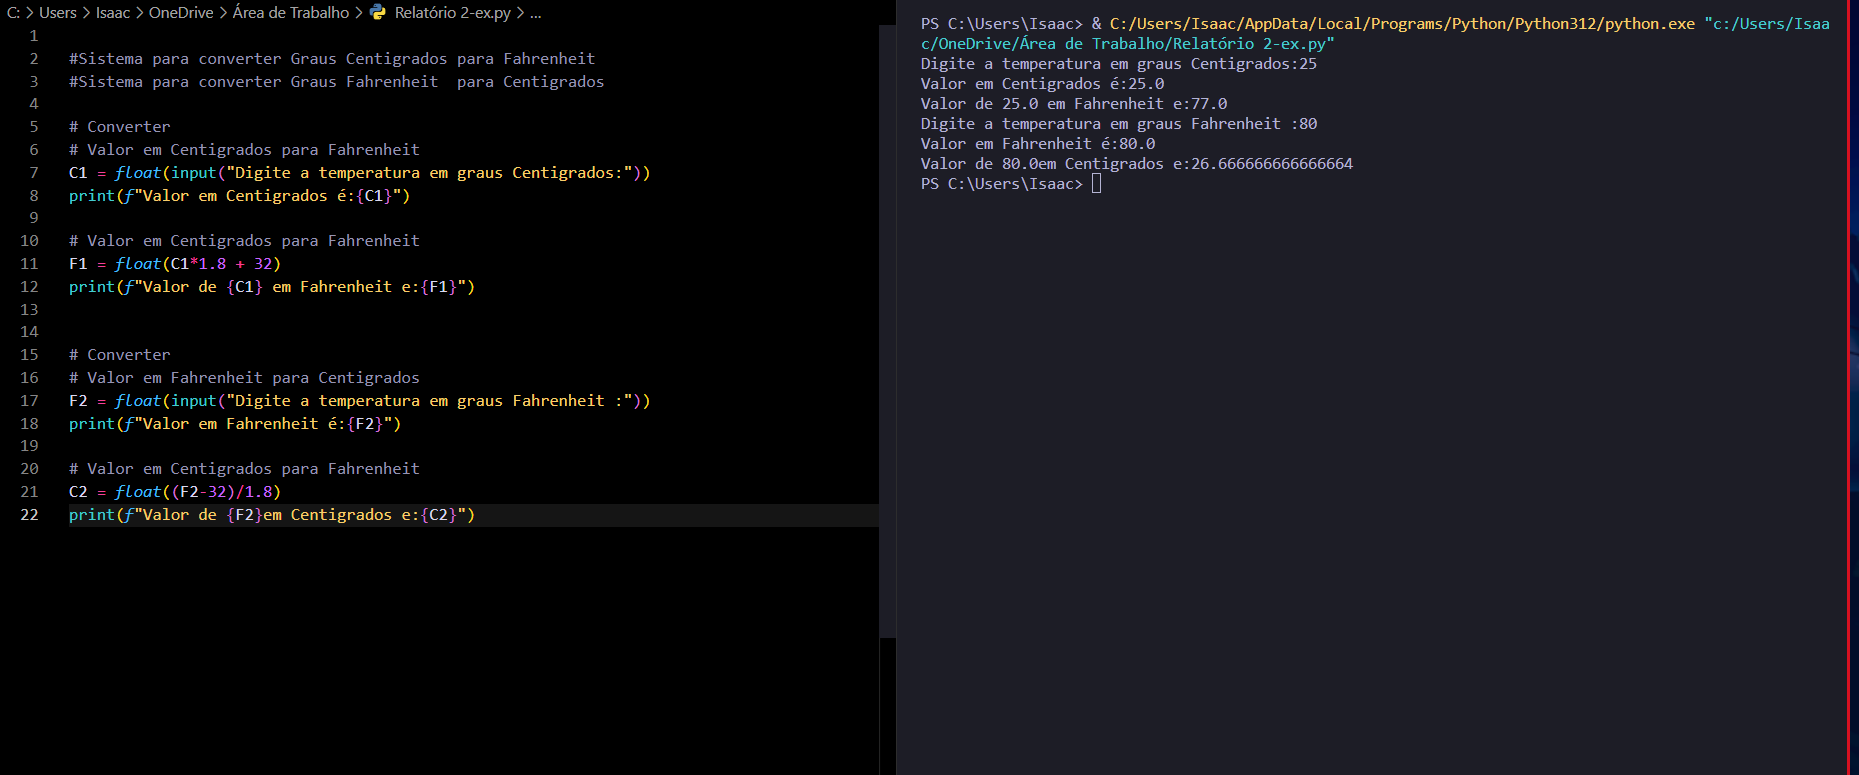 C: > Users > Isaac > OneDrive > Área de Trabalho > Relatório 2-ex.py > ...
1
2 #Sistema para converter Graus Centigrados para Fahrenheit
3 #Sistema para converter Graus Fahrenheit  para Centigrados
4
5 # Converter
6 # Valor em Centigrados para Fahrenheit
7 C1 = float(input("Digite a temperatura em graus Centigrados:"))
8 print(f"Valor em Centigrados é:{C1}")
9
10 # Valor em Centigrados para Fahrenheit
11 F1 = float(C1*1.8 + 32)
12 print(f"Valor de {C1} em Fahrenheit e:{F1}")
13
14
15 # Converter
16 # Valor em Fahrenheit para Centigrados
17 F2 = float(input("Digite a temperatura em graus Fahrenheit :"))
18 print(f"Valor em Fahrenheit é:{F2}")
19
20 # Valor em Centigrados para Fahrenheit
21 C2 = float((F2-32)/1.8)
22 print(f"Valor de {F2}em Centigrados e:{C2}")
PS C:\Users\Isaac> & C:/Users/Isaac/AppData/Local/Programs/Python/Python312/python.exe "c:/Users/Isaa
c/OneDrive/Área de Trabalho/Relatório 2-ex.py"
Digite a temperatura em graus Centigrados:25
Valor em Centigrados é:25.0
Valor de 25.0 em Fahrenheit e:77.0
Digite a temperatura em graus Fahrenheit :80
Valor em Fahrenheit é:80.0
Valor de 80.0em Centigrados e:26.666666666666664
PS C:\Users\Isaac>